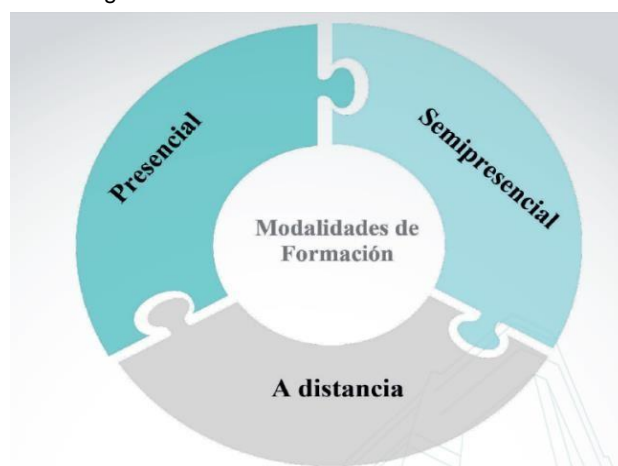 Presencial
Semipresencial
Modalidades de
Formación
A distancia